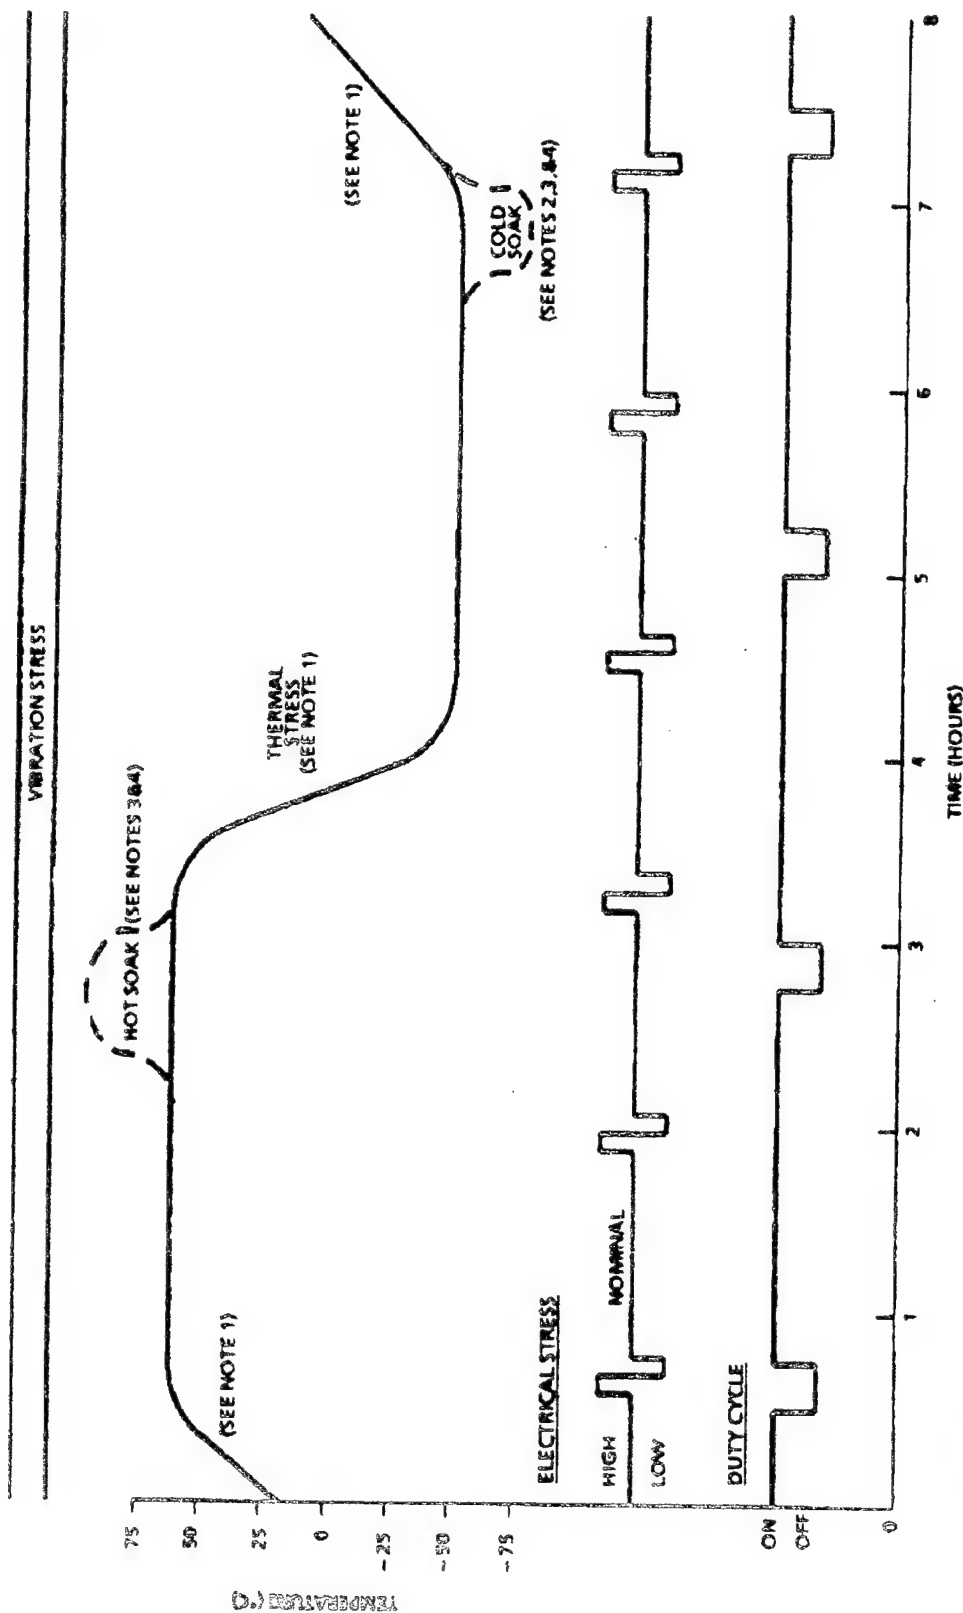 VIBRATION STRESS
HOT SOAK (SEE NOTES 3&4)
THERMAL
STRESS
(SEE NOTE 1)
(SEE NOTE 1)
(SEE NOTE 1)
COLD
SOAK
(SEE NOTES 2,3,&4)
75
50
25
0
-25
-50
-75
TEMPERATURE (°C)
ELECTRICAL STRESS
HIGH
NOMINAL
LOW
DUTY CYCLE
ON
OFF
0
1
2
3
4
5
6
7
8
TIME (HOURS)